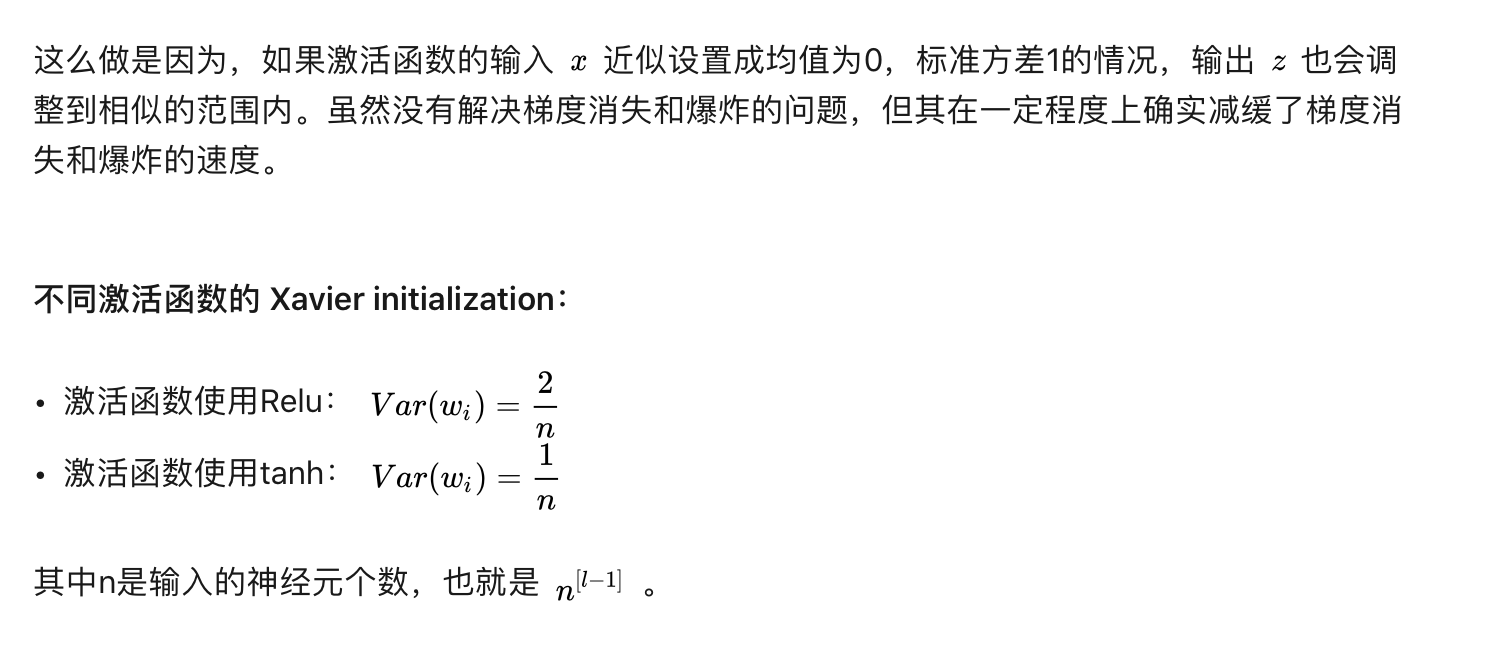 这么做是因为，如果激活函数的输入 x 近似设置成均值为0，标准方差1的情况，输出 z 也会调
整到相似的范围内。虽然没有解决梯度消失和爆炸的问题，但其在一定程度上确实减缓了梯度消
失和爆炸的速度。
不同激活函数的 Xavier initialization：
• 激活函数使用Relu： $Var(w_i) = \frac{2}{n}$
• 激活函数使用tanh： $Var(w_i) = \frac{1}{n}$
其中n是输入的神经元个数，也就是 $n^{[l-1]}$ 。